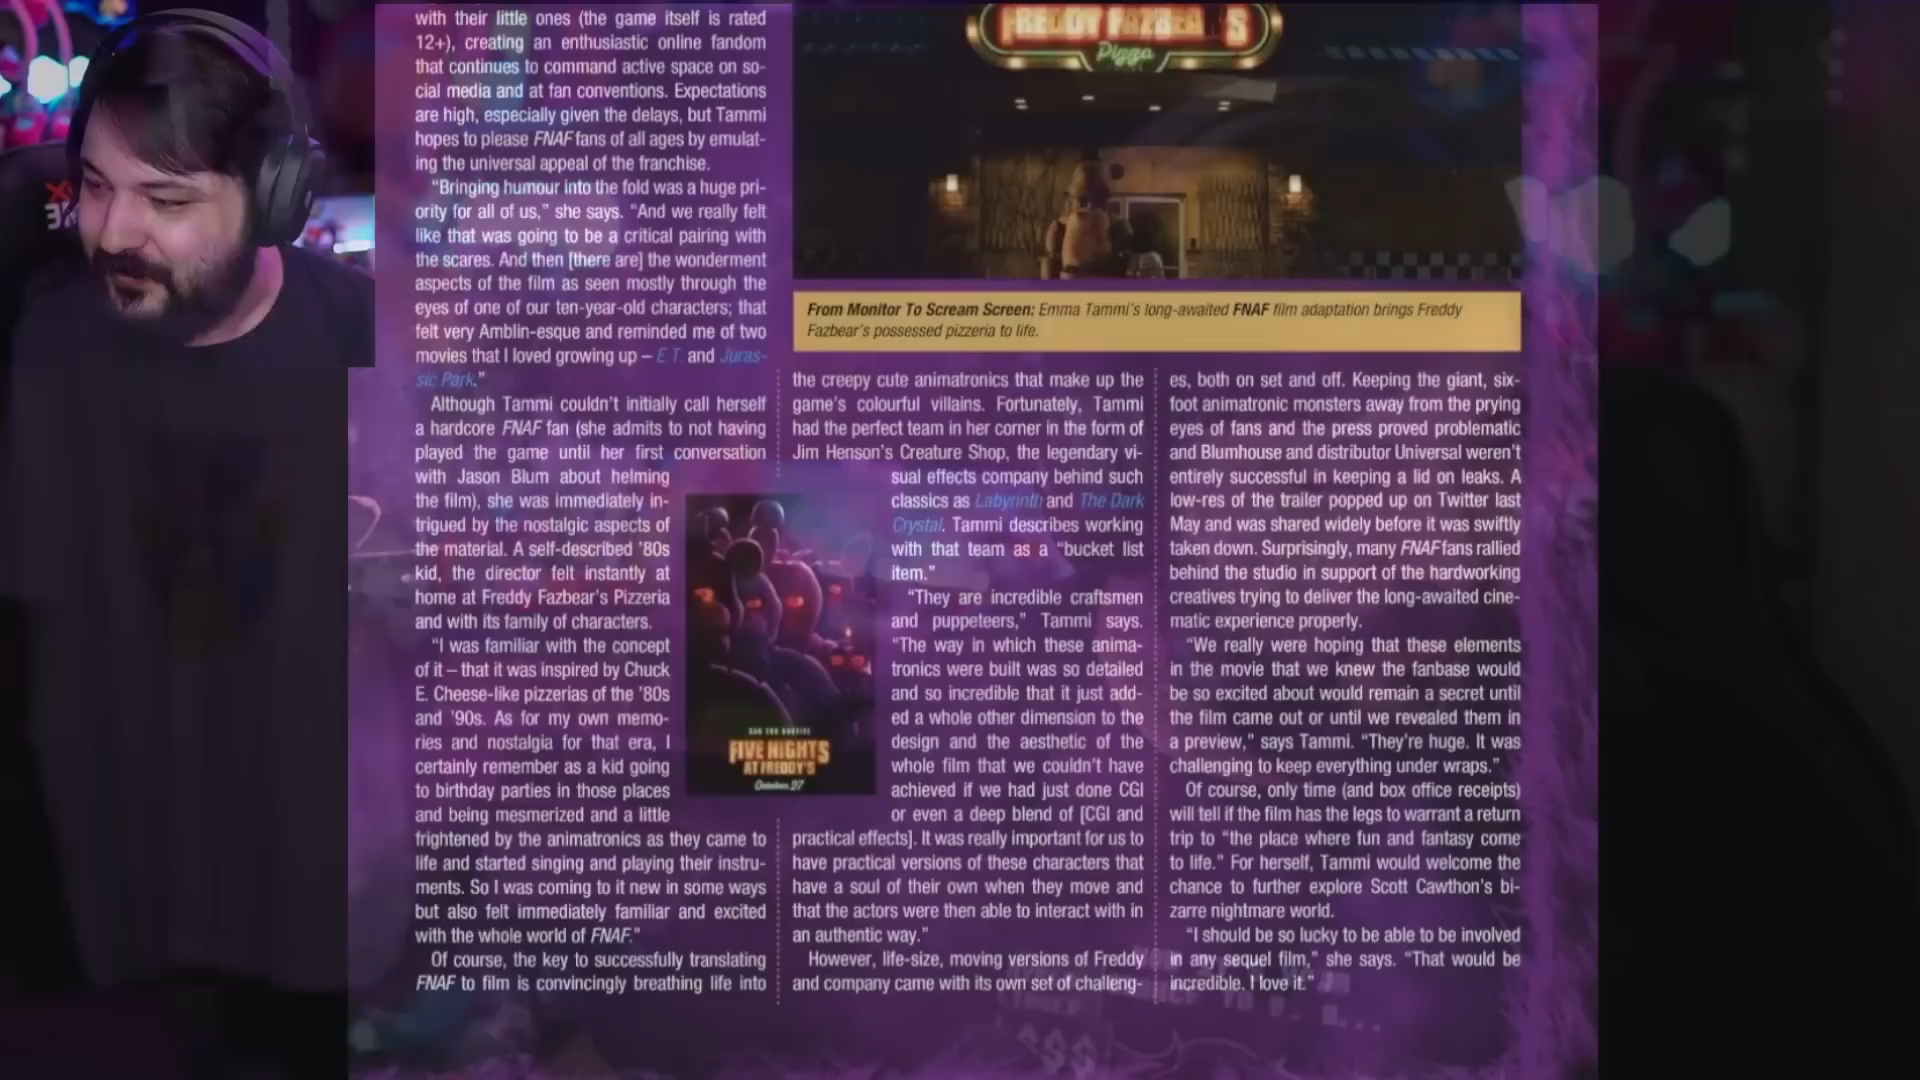 with their little ones (the game itself is rated
12+), creating an enthusiastic online fandom
that continues to command active space on so-
cial media and at fan conventions. Expectations
are high, especially given the delays, but Tammi
hopes to please FNAF fans of all ages by emulat-
ing the universal appeal of the franchise.
“Bringing humour into the fold was a huge pri-
ority for all of us,” she says. “And we really felt
like that was going to be a critical pairing with
the scares. And then [there are] the wonderment
aspects of the film as seen mostly through the
eyes of one of our ten-year-old characters; that
felt very Amblin-esque and reminded me of two
movies that I loved growing up – E.T. and Juras-
sic Park.”
Although Tammi couldn’t initially call herself
a hardcore FNAF fan (she admits to not having
played the game until her first conversation
with Jason Blum about helming
the film), she was immediately in-
trigued by the nostalgic aspects of
the material. A self-described ’80s
kid, the director felt instantly at
home at Freddy Fazbear’s Pizzeria
and with its family of characters.
“I was familiar with the concept
of it – that it was inspired by Chuck
E. Cheese-like pizzerias of the ’80s
and ’90s. As for my own memo-
ries and nostalgia for that era, I
certainly remember as a kid going
to birthday parties in those places
and being mesmerized and a little
frightened by the animatronics as they came to
life and started singing and playing their instru-
ments. So I was coming to it new in some ways
but also felt immediately familiar and excited
with the whole world of FNAF.”
Of course, the key to successfully translating
FNAF to film is convincingly breathing life into
FREDDY FAZBEAR'S
Pizza
From Monitor To Scream Screen: Emma Tammi’s long-awaited FNAF film adaptation brings Freddy
Fazbear’s possessed pizzeria to life.
the creepy cute animatronics that make up the
game’s colourful villains. Fortunately, Tammi
had the perfect team in her corner in the form of
Jim Henson’s Creature Shop, the legendary vi-
sual effects company behind such
classics as Labyrinth and The Dark
Crystal. Tammi describes working
with that team as a “bucket list
item.”
“They are incredible craftsmen
and puppeteers,” Tammi says.
“The way in which these anima-
tronics were built was so detailed
and so incredible that it just add-
ed a whole other dimension to the
design and the aesthetic of the
whole film that we couldn’t have
achieved if we had just done CGI
or even a deep blend of [CGI and
practical effects]. It was really important for us to
have practical versions of these characters that
have a soul of their own when they move and
that the actors were then able to interact with in
an authentic way.”
However, life-size, moving versions of Freddy
and company came with its own set of challeng-
FIVE NIGHTS
AT FREDDY'S
October 27
es, both on set and off. Keeping the giant, six-
foot animatronic monsters away from the prying
eyes of fans and the press proved problematic
and Blumhouse and distributor Universal weren’t
entirely successful in keeping a lid on leaks. A
low-res of the trailer popped up on Twitter last
May and was shared widely before it was swiftly
taken down. Surprisingly, many FNAF fans rallied
behind the studio in support of the hardworking
creatives trying to deliver the long-awaited cine-
matic experience properly.
“We really were hoping that these elements
in the movie that we knew the fanbase would
be so excited about would remain a secret until
the film came out or until we revealed them in
a preview,” says Tammi. “They’re huge. It was
challenging to keep everything under wraps.”
Of course, only time (and box office receipts)
will tell if the film has the legs to warrant a return
trip to “the place where fun and fantasy come
to life.” For herself, Tammi would welcome the
chance to further explore Scott Cawthon’s bi-
zarre nightmare world.
“I should be so lucky to be able to be involved
in any sequel film,” she says. “That would be
incredible. I love it.”